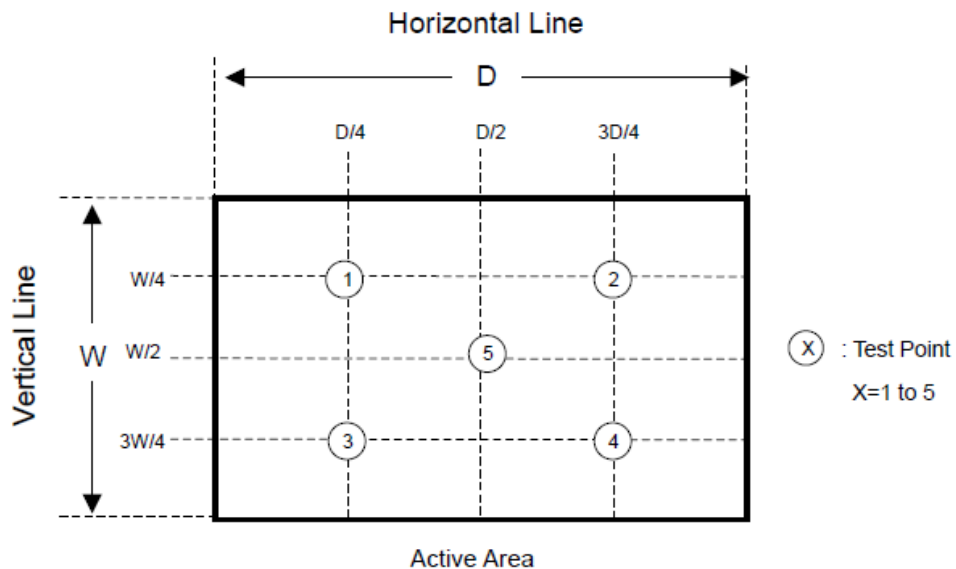 Horizontal Line
D
D/4 D/2 3D/4
W/4
1 2
Vertical Line
W
W/2
5
X : Test Point
X=1 to 5
3W/4
3 4
Active Area